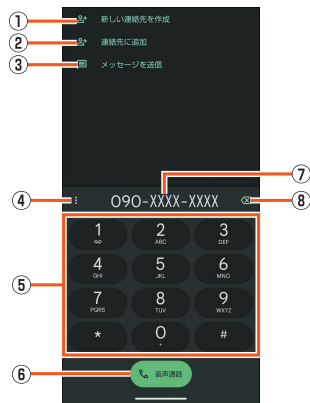 ① 新しい連絡先を作成
② 連絡先に追加
③ メッセージを送信
⑦
④ 090-XXXX-XXXX ⑧
1 2 3
ABC DEF
4 5 6
GHI JKL MNO
⑤
7 8 9
PQRS TUV WXYZ
* 0 #
+
⑥ 音声通話